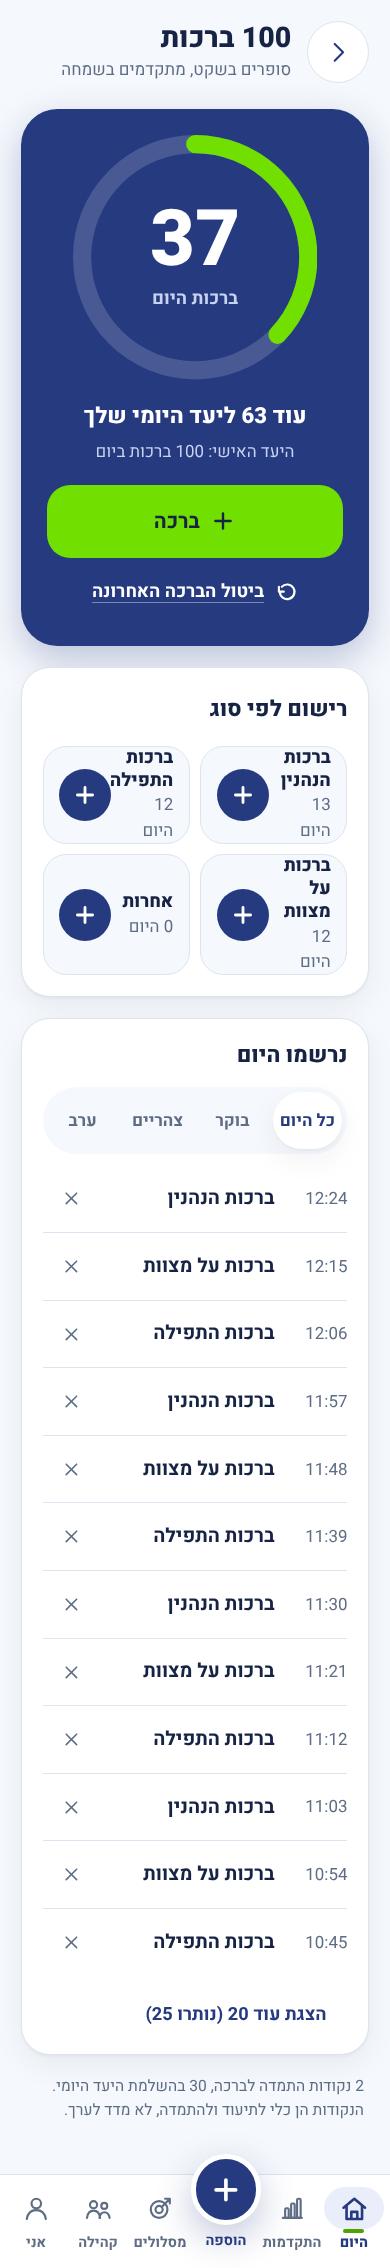 100 ברכות
סופרים בשקט, מתקדמים בשמחה
37
ברכות היום
עוד 63 ליעד היומי שלך
היעד האישי: 100 ברכות ביום
+ ברכה
ביטול הברכה האחרונה
רישום לפי סוג
ברכות
הנהנין
13
היום
ברכות
התפילה
12
היום
ברכות
על
מצוות
12
היום
אחרות
0 היום
נרשמו היום
כל היום
בוקר
צהריים
ערב
12:24 ברכות הנהנין
12:15 ברכות על מצוות
12:06 ברכות התפילה
11:57 ברכות הנהנין
11:48 ברכות על מצוות
11:39 ברכות התפילה
11:30 ברכות הנהנין
11:21 ברכות על מצוות
11:12 ברכות התפילה
11:03 ברכות הנהנין
10:54 ברכות על מצוות
10:45 ברכות התפילה
הצגת עוד 20 (נותרו 25)
2 נקודות התמדה לברכה, 30 בהשלמת היעד היומי.
הנקודות הן כלי לתיעוד ולהתמדה, לא מדד לערך.
היום
התקדמות
הוספה
מסלולים
קהילה
אני